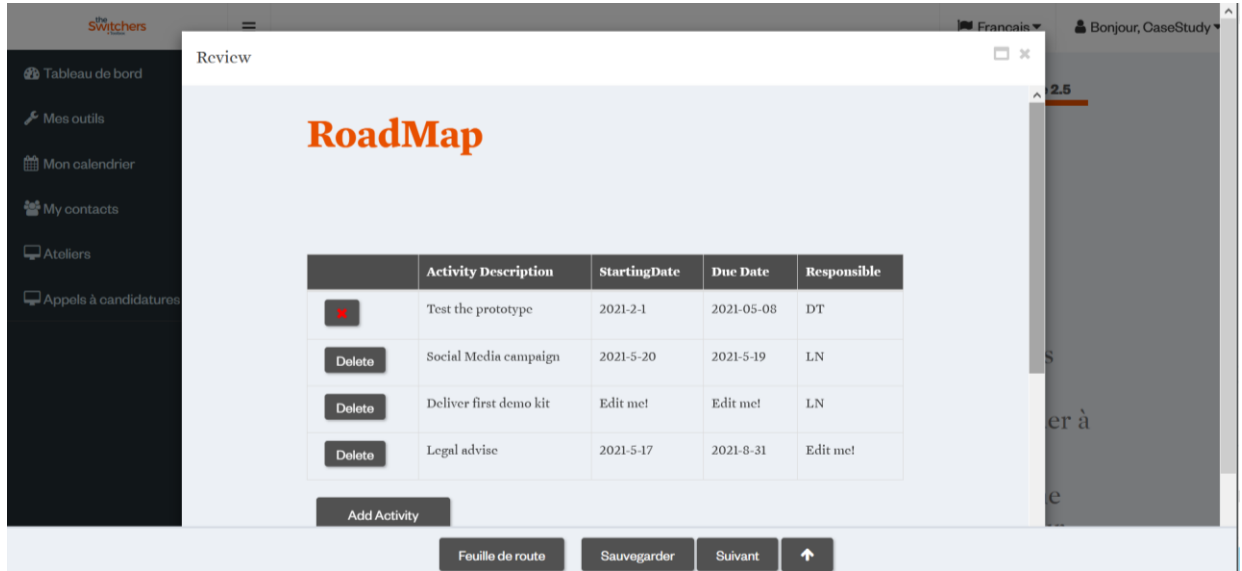 the
Switchers
Français
Bonjour, CaseStudy
Review
2.5
Tableau de bord
Mes outils
Mon calendrier
My contacts
Ateliers
Appels à candidatures
RoadMap
Activity Description StartingDate Due Date Responsible
Test the prototype 2021-2-1 2021-05-08 DT
Delete Social Media campaign 2021-5-20 2021-5-19 LN
Delete Deliver first demo kit Edit me! Edit me! LN
Delete Legal advise 2021-5-17 2021-8-31 Edit me!
Add Activity
er à
Feuille de route Sauvegarder Suivant